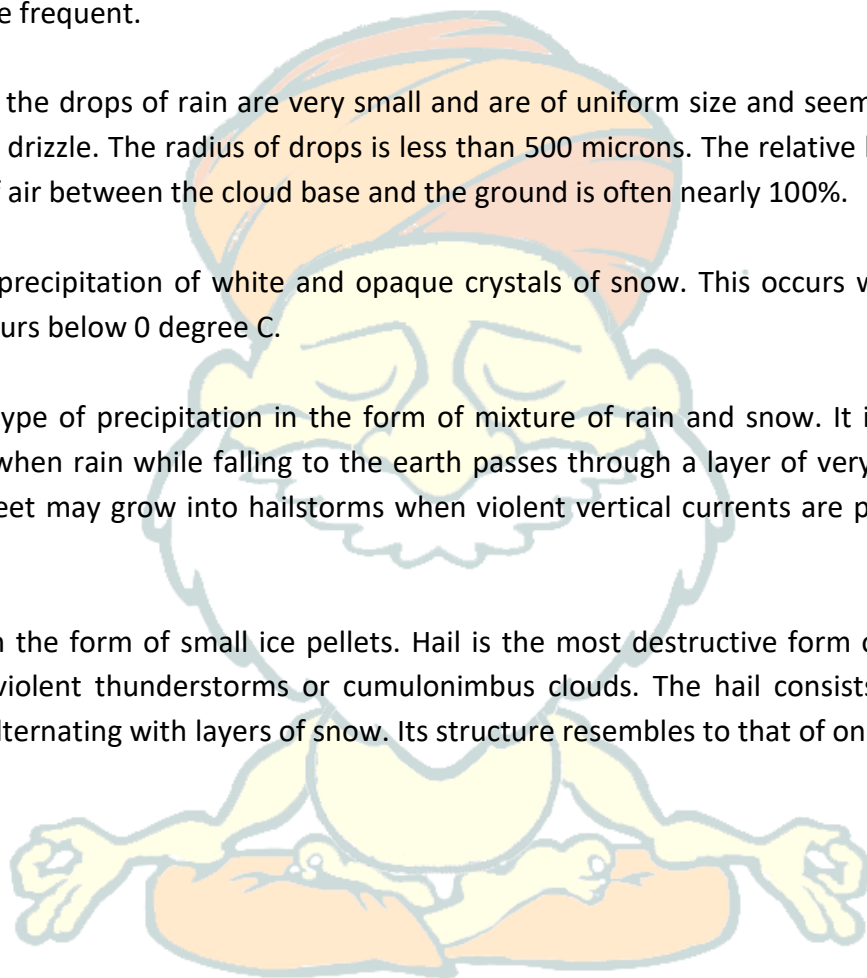 e frequent.
the drops of rain are very small and are of uniform size and seem
drizzle. The radius of drops is less than 500 microns. The relative
air between the cloud base and the ground is often nearly 100%.
precipitation of white and opaque crystals of snow. This occurs
urs below 0 degree C.
ype of precipitation in the form of mixture of rain and snow. It
when rain while falling to the earth passes through a layer of very
eet may grow into hailstorms when violent vertical currents are p
the form of small ice pellets. Hail is the most destructive form
violent thunderstorms or cumulonimbus clouds. The hail consists
lternating with layers of snow. Its structure resembles to that of on